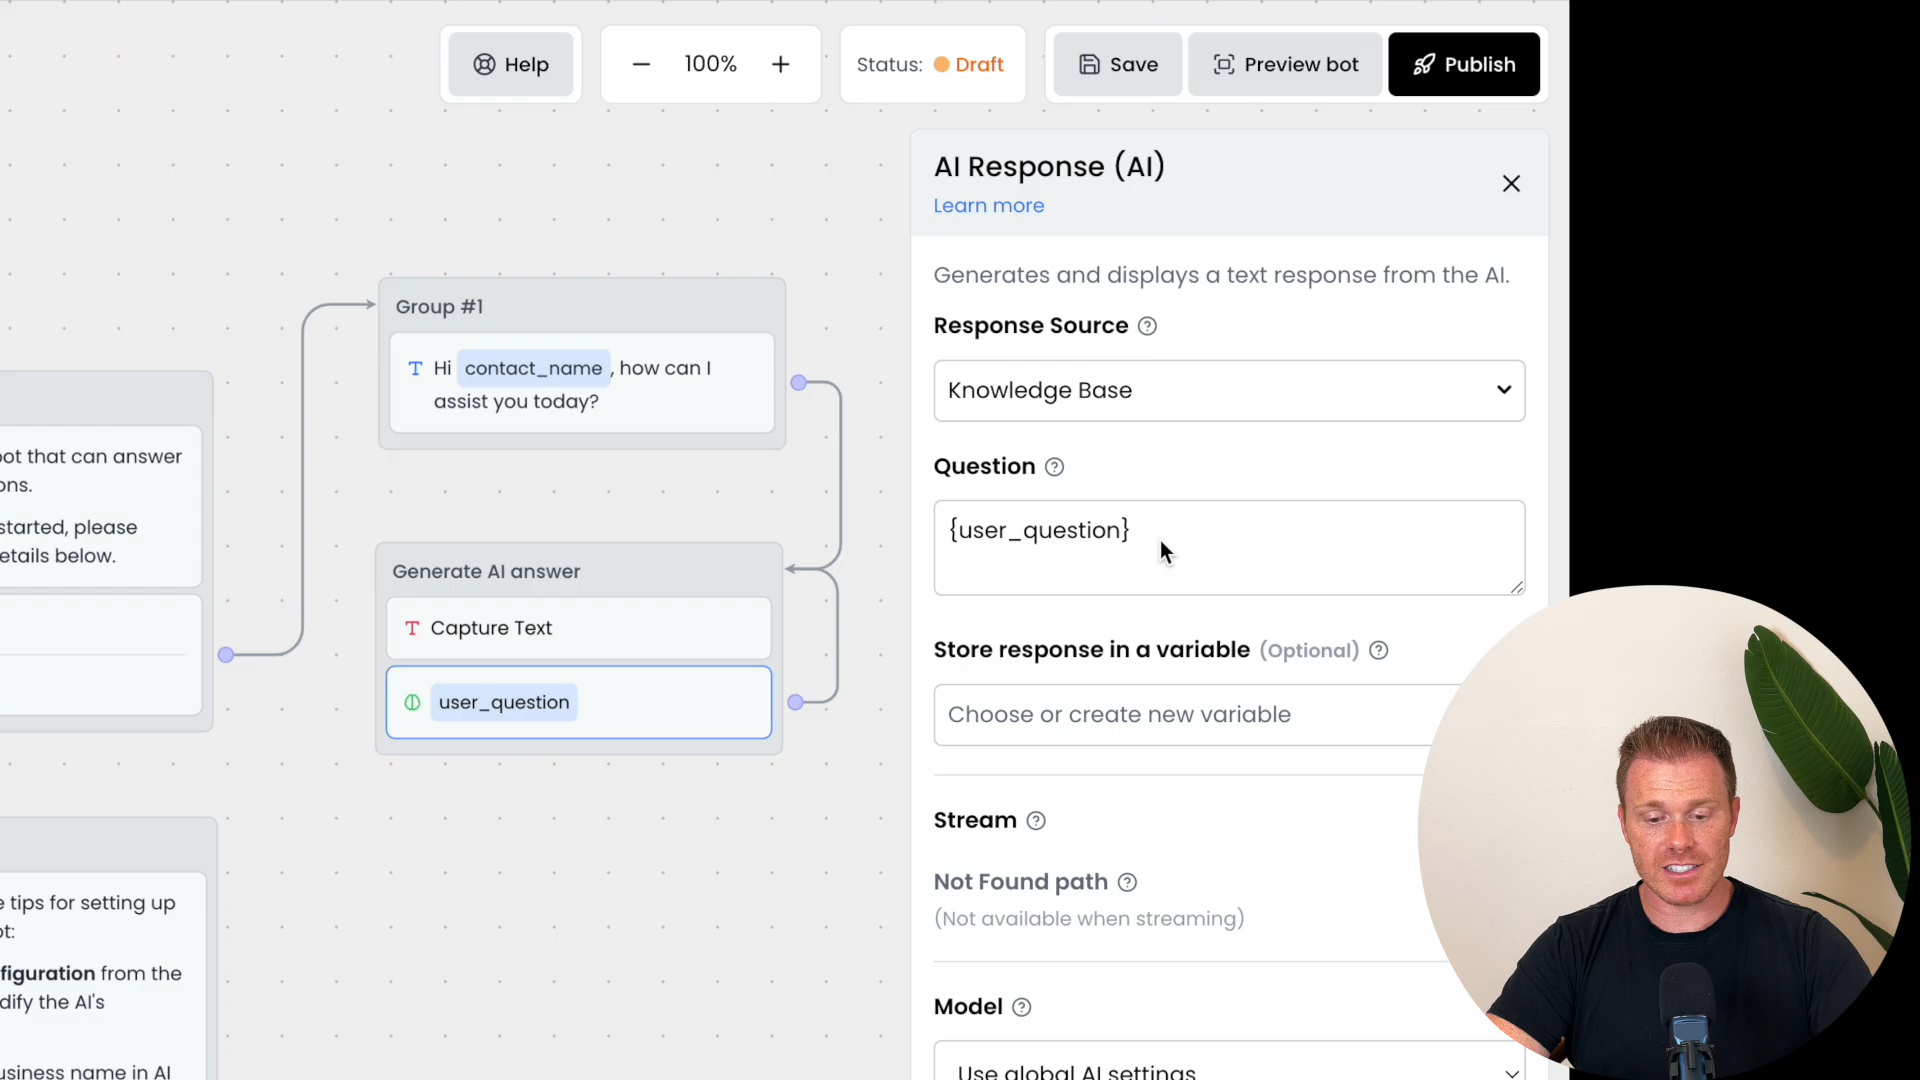 Help
100%
Status: Draft
Save
Preview bot
Publish
AI Response (AI)
Learn more
Generates and displays a text response from the AI.
Response Source
Knowledge Base
Question
{user_question}
Store response in a variable (Optional)
Choose or create new variable
Stream
Not Found path
(Not available when streaming)
Model
Use global AI settings
Group #1
Hi contact_name , how can I
assist you today?
Generate AI answer
Capture Text
user_question
ot that can answer
ons.
started, please
etails below.
e tips for setting up
ot:
figuration from the
dify the AI's
usiness name in AI